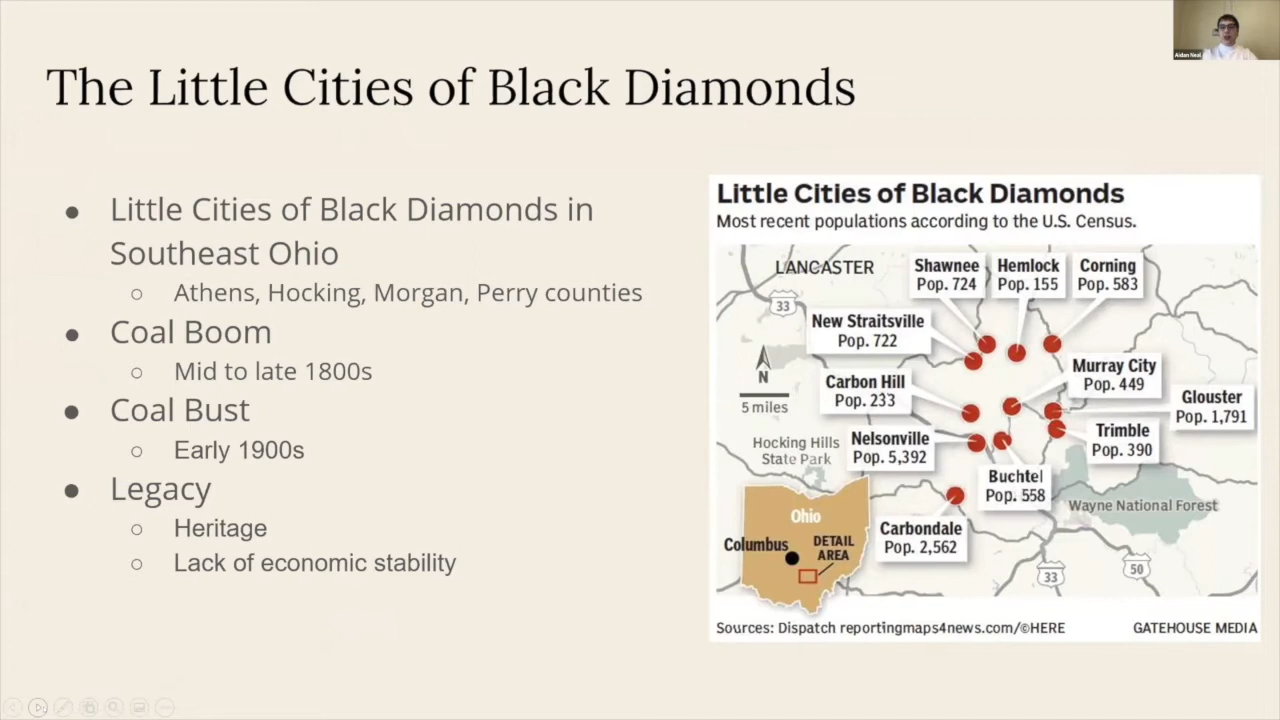 Aidan Neal
The Little Cities of Black Diamonds
● Little Cities of Black Diamonds in
Southeast Ohio
○ Athens, Hocking, Morgan, Perry counties
● Coal Boom
○ Mid to late 1800s
● Coal Bust
○ Early 1900s
● Legacy
○ Heritage
○ Lack of economic stability
Little Cities of Black Diamonds
Most recent populations according to the U.S. Census.
LANCASTER
33
Shawnee
Pop. 724
Hemlock
Pop. 155
Corning
Pop. 583
New Straitsville
Pop. 722
N
5 miles
Carbon Hill
Pop. 233
Murray City
Pop. 449
Glouster
Pop. 1,791
Trimble
Pop. 390
Hocking Hills
State Park
Nelsonville
Pop. 5,392
Buchtel
Pop. 558
Wayne National Forest
Carbondale
Pop. 2,562
Ohio
Columbus
DETAIL
AREA
33
50
Sources: Dispatch reportingmaps4news.com/©HERE
GATEHOUSE MEDIA